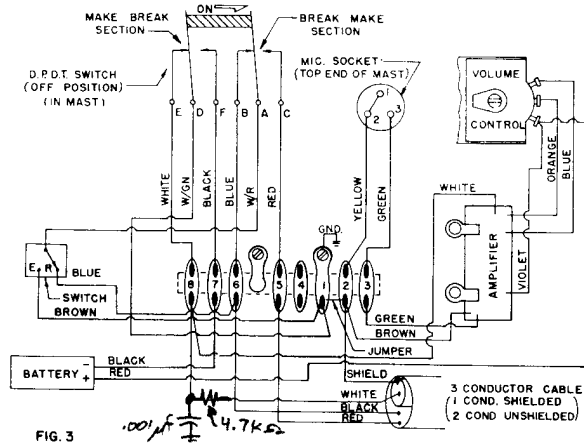 ON
MAKE BREAK
SECTION
BREAK MAKE
SECTION
D.P.D.T. SWITCH
(OFF POSITION)
(IN MAST)
MIC. SOCKET
(TOP END OF MAST)
1
2
3
VOLUME
CONTROL
E
D
F
B
A
C
WHITE
W/GN
BLACK
BLUE
W/R
RED
YELLOW
GREEN
ORANGE
BLUE
VIOLET
WHITE
GND.
AMPLIFIER
E
R
BLUE
SWITCH
BROWN
8
7
6
5
4
1
2
3
GREEN
BROWN
JUMPER
BATTERY
-
+
BLACK
RED
SHIELD
WHITE
BLACK
RED
3 CONDUCTOR CABLE
(1 COND. SHIELDED)
(2 COND UNSHIELDED)
.001 µf
4.7KΩ
FIG. 3